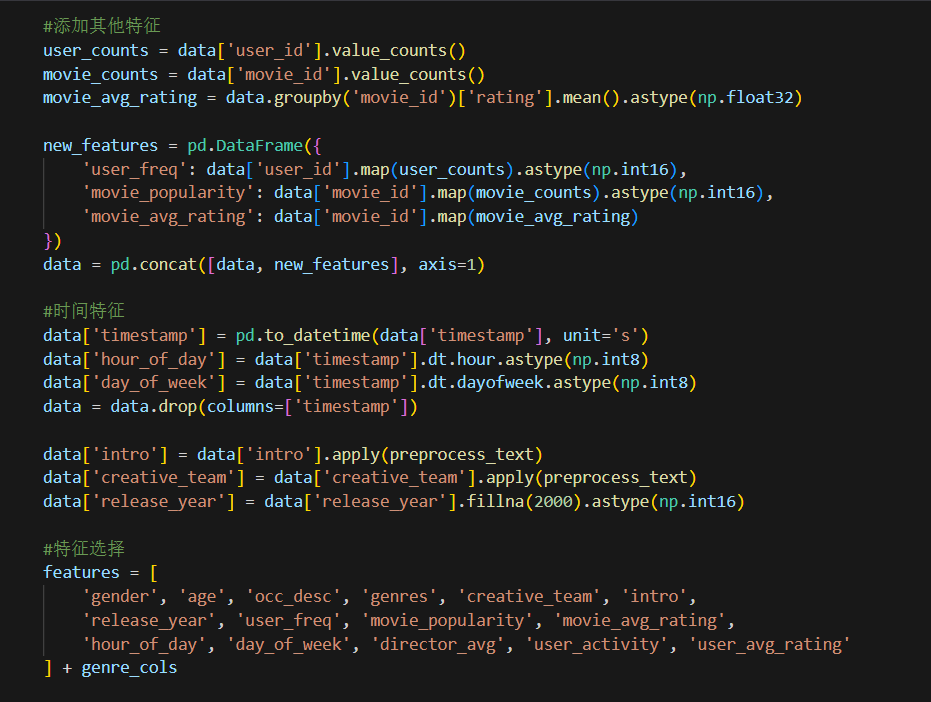 #添加其他特征
user_counts = data['user_id'].value_counts()
movie_counts = data['movie_id'].value_counts()
movie_avg_rating = data.groupby('movie_id')['rating'].mean().astype(np.float32)
new_features = pd.DataFrame({
    'user_freq': data['user_id'].map(user_counts).astype(np.int16),
    'movie_popularity': data['movie_id'].map(movie_counts).astype(np.int16),
    'movie_avg_rating': data['movie_id'].map(movie_avg_rating)
})
data = pd.concat([data, new_features], axis=1)
#时间特征
data['timestamp'] = pd.to_datetime(data['timestamp'], unit='s')
data['hour_of_day'] = data['timestamp'].dt.hour.astype(np.int8)
data['day_of_week'] = data['timestamp'].dt.dayofweek.astype(np.int8)
data = data.drop(columns=['timestamp'])
data['intro'] = data['intro'].apply(preprocess_text)
data['creative_team'] = data['creative_team'].apply(preprocess_text)
data['release_year'] = data['release_year'].fillna(2000).astype(np.int16)
#特征选择
features = [
    'gender', 'age', 'occ_desc', 'genres', 'creative_team', 'intro',
    'release_year', 'user_freq', 'movie_popularity', 'movie_avg_rating',
    'hour_of_day', 'day_of_week', 'director_avg', 'user_activity', 'user_avg_rating'
] + genre_cols